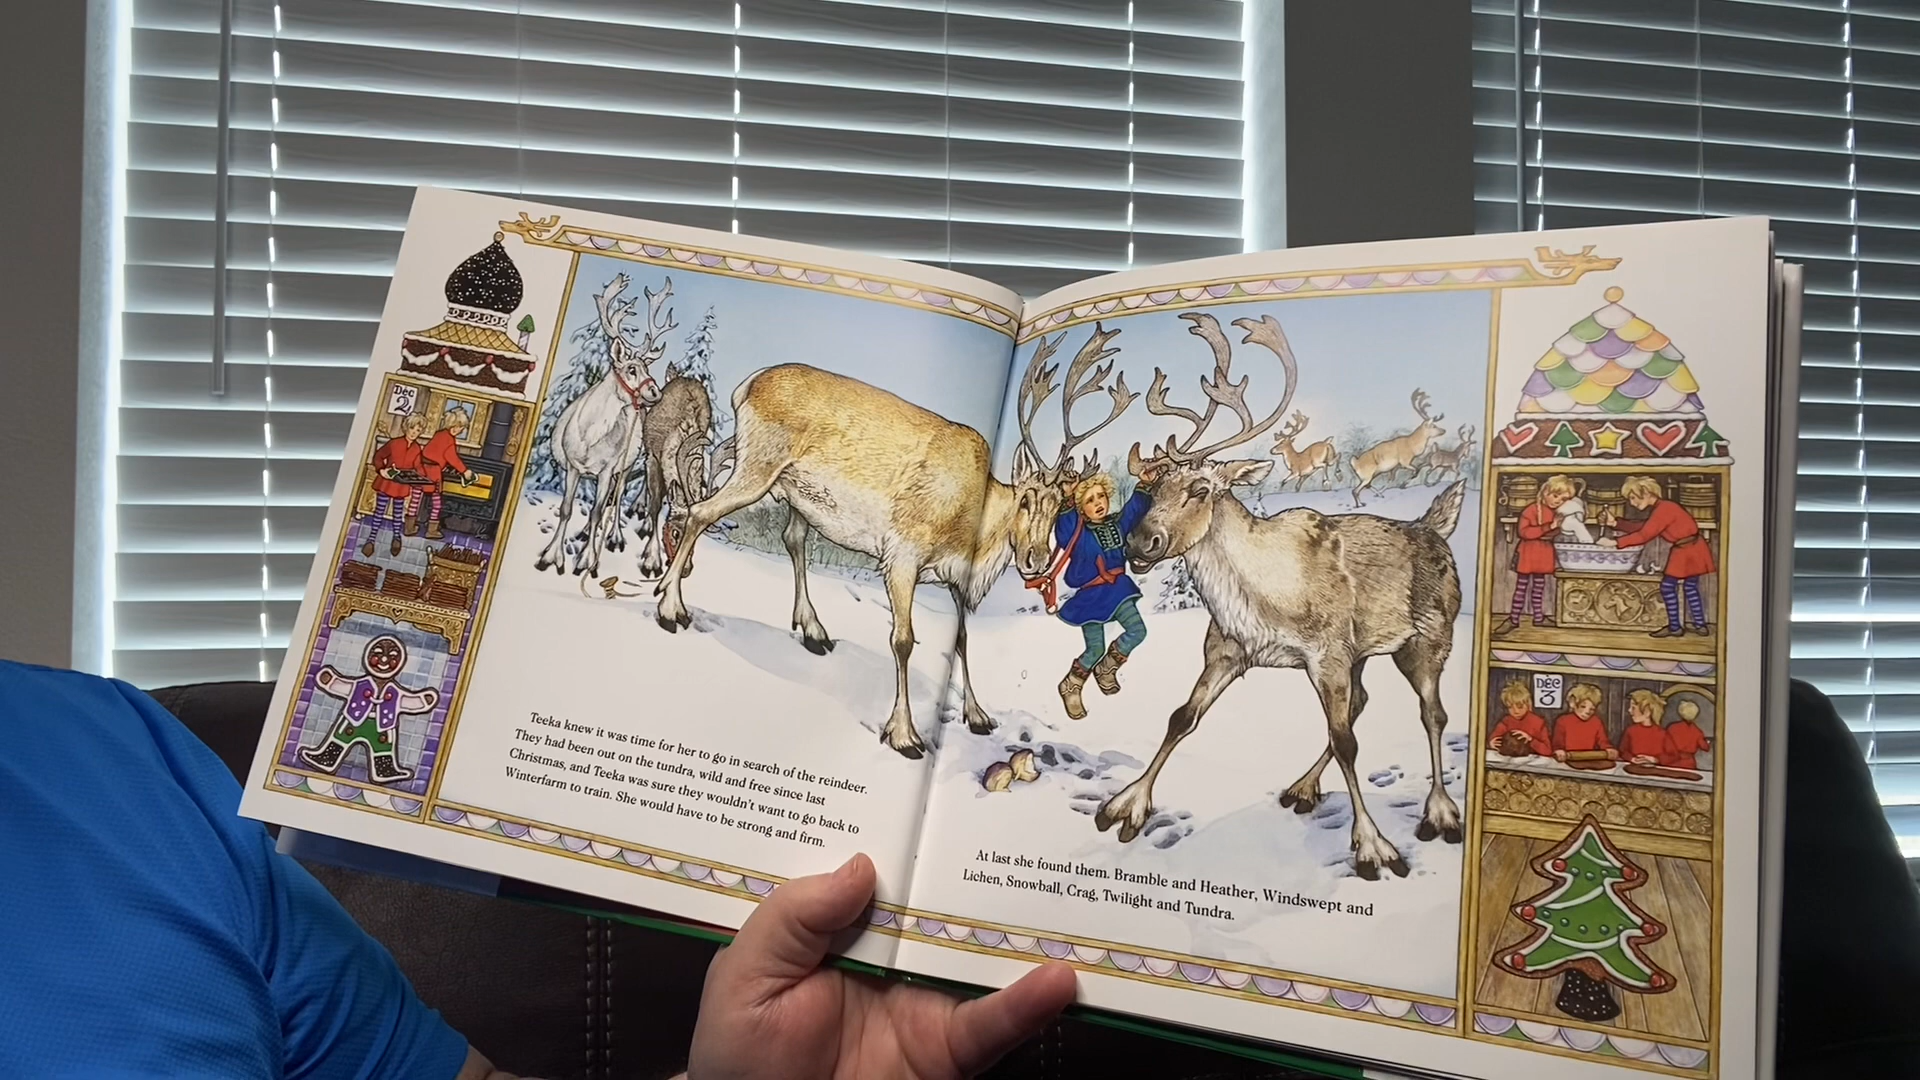 DEC
2
Teeka knew it was time for her to go in search of the reindeer.
They had been out on the tundra, wild and free since last
Christmas, and Teeka was sure they wouldn't want to go back to
Winterfarm to train. She would have to be strong and firm.
At last she found them. Bramble and Heather, Windswept and
Lichen, Snowball, Crag, Twilight and Tundra.
DEC
3